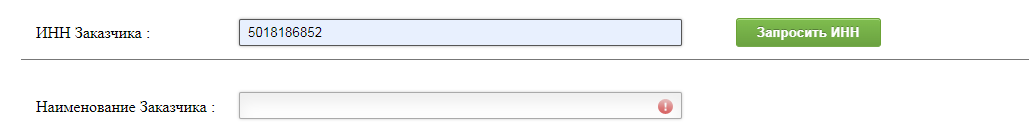 ИНН Заказчика : 5018186852 Запросить ИНН
Наименование Заказчика :